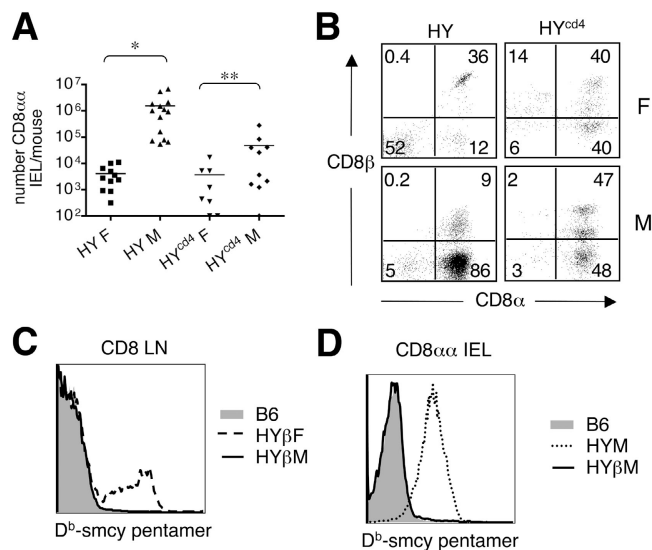 A
* **
number CD8αα
IEL/mouse
10⁷
10⁶
10⁵
10⁴
10³
10²
HY F
HY M
HYcd4 F
HYcd4 M
B
HY HYcd4
0.4 36 14 40
52 12 6 40
F
0.2 9 2 47
5 86 3 48
M
CD8β
CD8α
C
CD8 LN
B6
HYβF
HYβM
Dᵇ-smcy pentamer
D
CD8αα IEL
B6
HYM
HYβM
Dᵇ-smcy pentamer